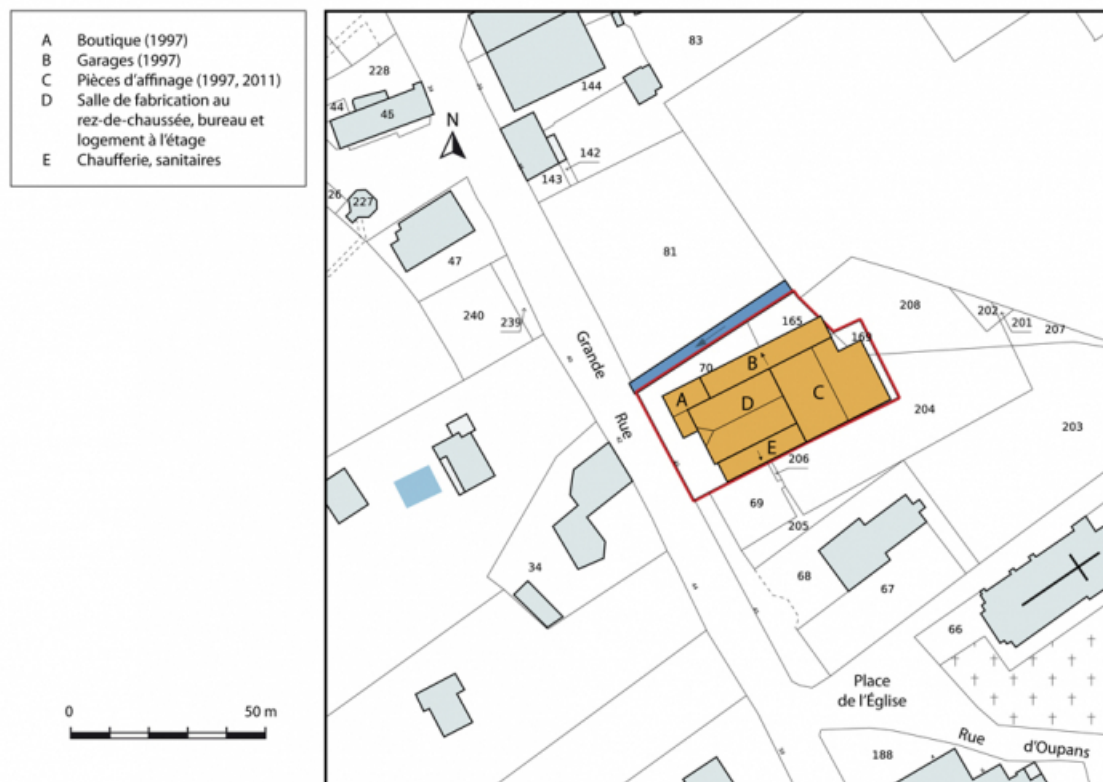 A Boutique (1997)
B Garages (1997)
C Pièces d'affinage (1997, 2011)
D Salle de fabrication au
rez-de-chaussée, bureau et
logement à l'étage
E Chaufferie, sanitaires
0 50 m
N
83
228
144
44
45
142
143
26
227
81
47
240
239
208
202
201
207
165
169
70
Grande
Rue
A
B
C
D
E
204
203
206
69
205
34
68
67
66
Place
de l'Église
Rue
d'Oupans
188